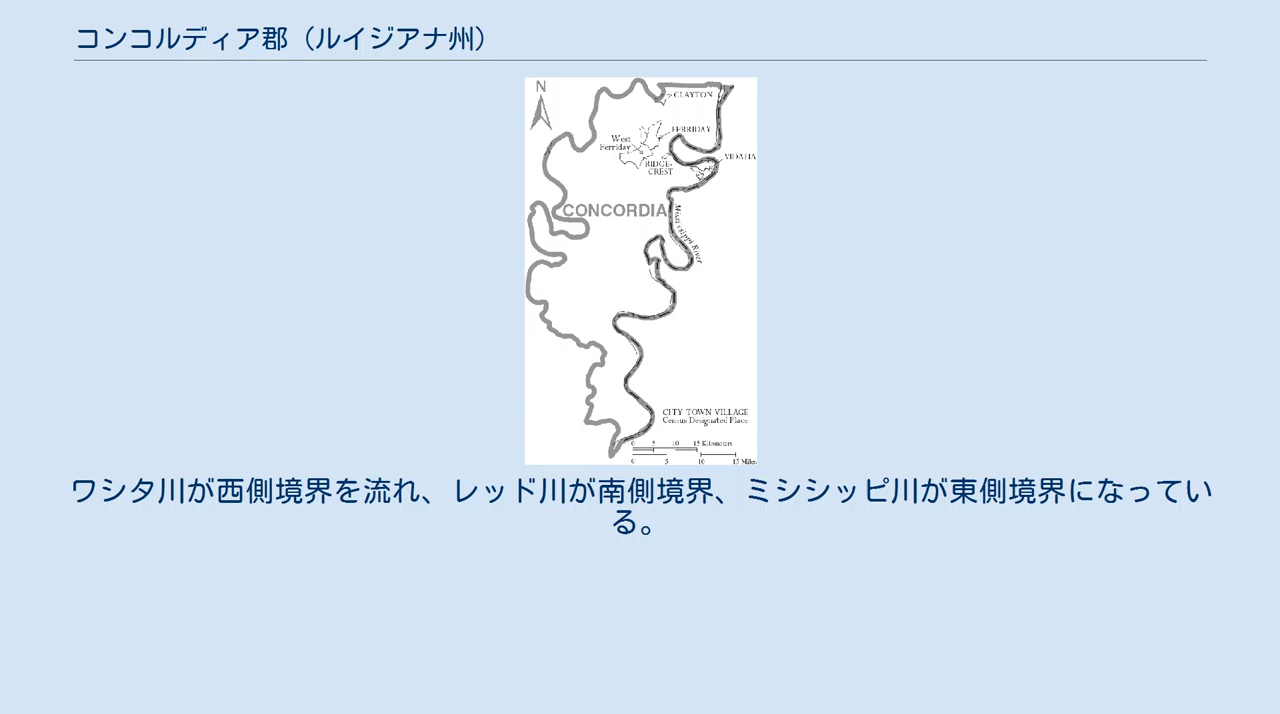 コンコルディア郡（ルイジアナ州）
N
CLAYTON
FERRIDAY
West
Ferriday
VIDALIA
RIDGE-
CREST
CONCORDIA
Mississippi River
CITY TOWN VILLAGE
Census Designated Place
0 5 10 15 Kilometers
0 5 10 15 Miles
ワシタ川が西側境界を流れ、レッド川が南側境界、ミシシッピ川が東側境界になってい
る。